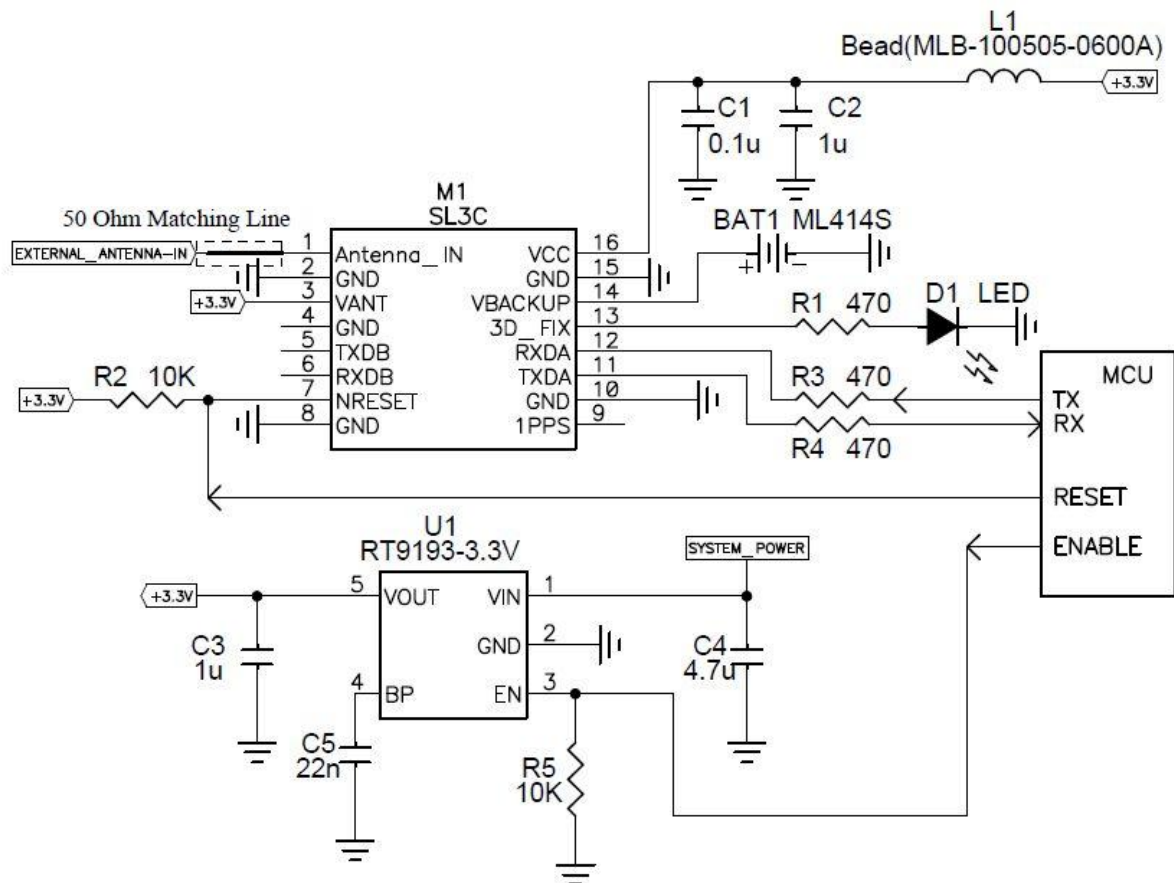 L1
Bead(MLB-100505-0600A)
+3.3V
C1
0.1u
C2
1u
M1
SL3C
50 Ohm Matching Line
EXTERNAL_ANTENNA-IN
1 Antenna_IN
2 GND
3 VANT
4 GND
5 TXDB
6 RXDB
7 NRESET
8 GND
VCC 16
GND 15
VBACKUP 14
3D_FIX 13
RXDA 12
TXDA 11
GND 10
1PPS 9
+3.3V
R2 10K
+3.3V
BAT1 ML414S
+ −
R1 470
D1 LED
R3 470
R4 470
MCU
TX
RX
RESET
ENABLE
U1
RT9193-3.3V
SYSTEM_POWER
+3.3V
5 VOUT
4 BP
VIN 1
GND 2
EN 3
C3
1u
C4
4.7u
C5
22n
R5
10K